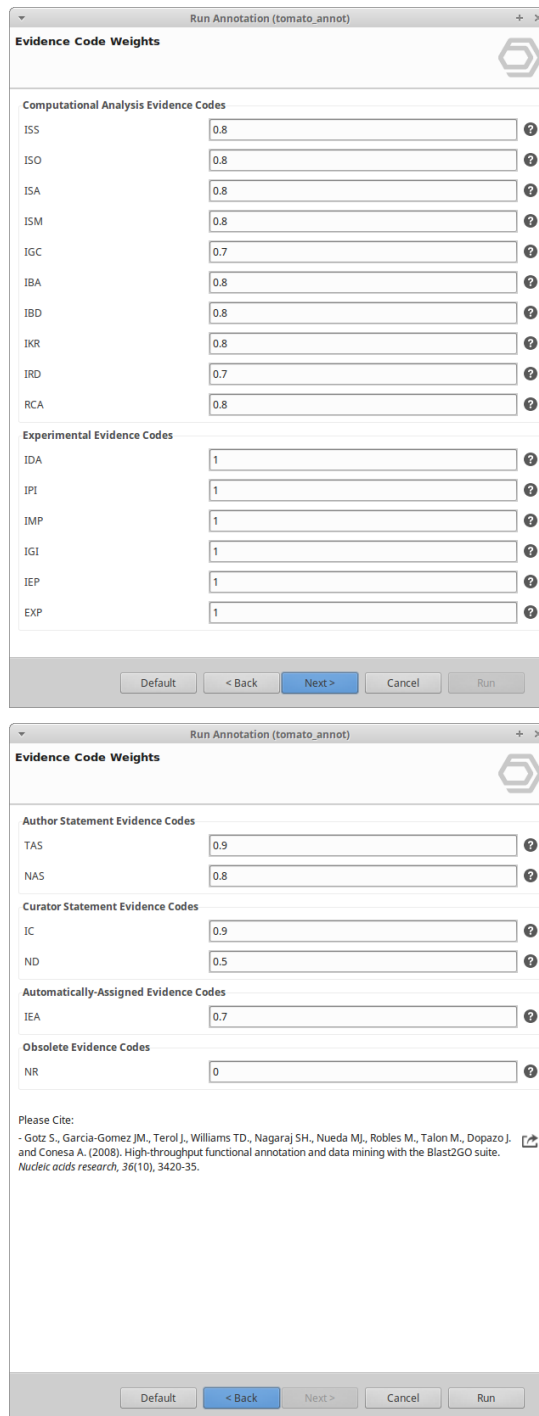 Run Annotation (tomato_annot)
Evidence Code Weights
Computational Analysis Evidence Codes
ISS 0.8
ISO 0.8
ISA 0.8
ISM 0.8
IGC 0.7
IBA 0.8
IBD 0.8
IKR 0.8
IRD 0.7
RCA 0.8
Experimental Evidence Codes
IDA 1
IPI 1
IMP 1
IGI 1
IEP 1
EXP 1
Default < Back Next > Cancel Run
Run Annotation (tomato_annot)
Evidence Code Weights
Author Statement Evidence Codes
TAS 0.9
NAS 0.8
Curator Statement Evidence Codes
IC 0.9
ND 0.5
Automatically-Assigned Evidence Codes
IEA 0.7
Obsolete Evidence Codes
NR 0
Please Cite:
- Gotz S., Garcia-Gomez JM., Terol J., Williams TD., Nagaraj SH., Nueda MJ., Robles M., Talon M., Dopazo J.
and Conesa A. (2008). High-throughput functional annotation and data mining with the Blast2GO suite.
Nucleic acids research, 36(10), 3420-35.
Default < Back Next > Cancel Run